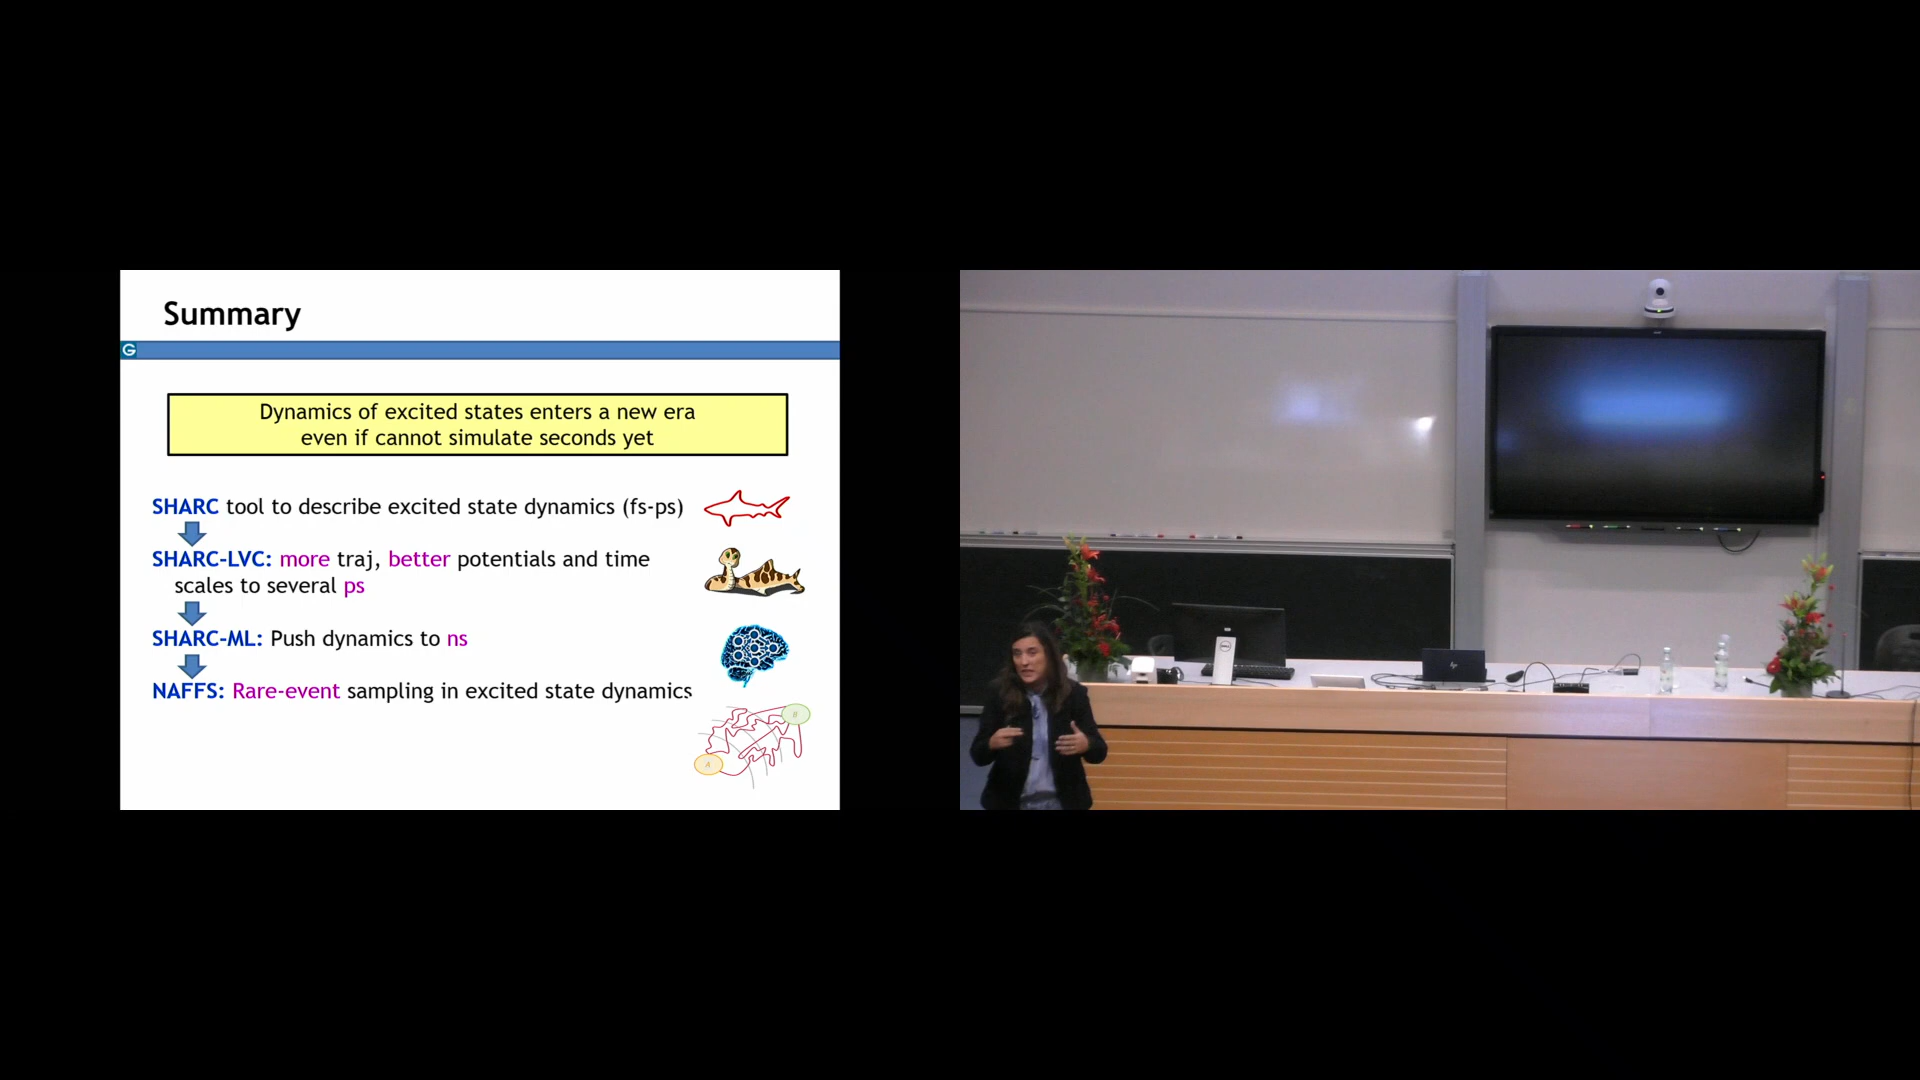 Summary
G
Dynamics of excited states enters a new era
even if cannot simulate seconds yet
SHARC tool to describe excited state dynamics (fs-ps)
SHARC-LVC: more traj, better potentials and time
scales to several ps
SHARC-ML: Push dynamics to ns
NAFFS: Rare-event sampling in excited state dynamics
B
A